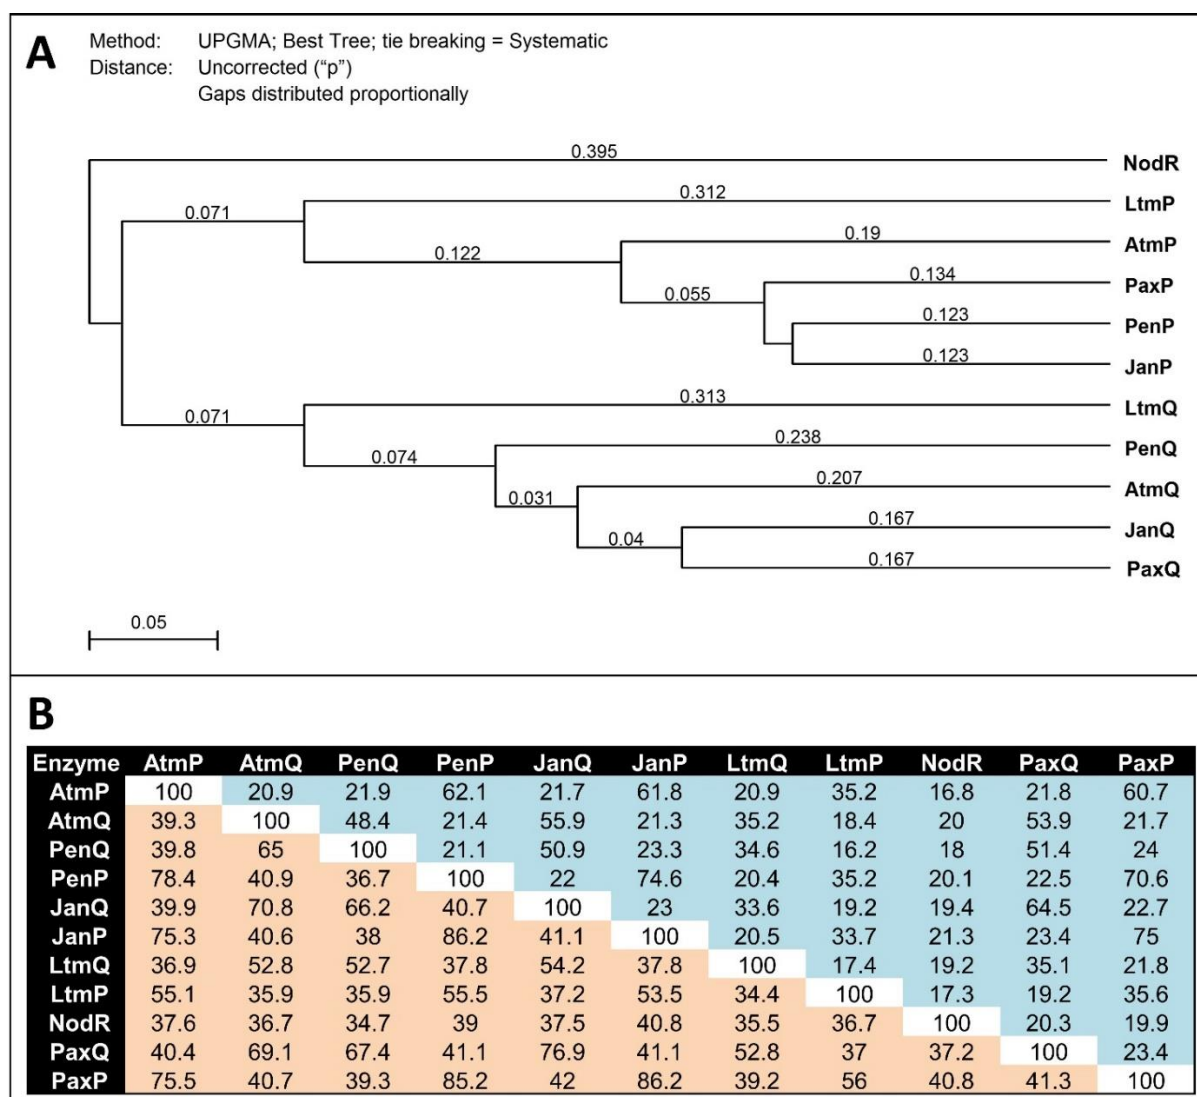 A
Method: UPGMA; Best Tree; tie breaking = Systematic
Distance: Uncorrected (“p”)
Gaps distributed proportionally
0.395 NodR
0.312 LtmP
0.071
0.19 AtmP
0.122
0.134 PaxP
0.055
0.123 PenP
0.123 JanP
0.313 LtmQ
0.071
0.238 PenQ
0.074
0.207 AtmQ
0.031
0.167 JanQ
0.04
0.167 PaxQ
0.05
B
Enzyme AtmP AtmQ PenQ PenP JanQ JanP LtmQ LtmP NodR PaxQ PaxP
AtmP 100 20.9 21.9 62.1 21.7 61.8 20.9 35.2 16.8 21.8 60.7
AtmQ 39.3 100 48.4 21.4 55.9 21.3 35.2 18.4 20 53.9 21.7
PenQ 39.8 65 100 21.1 50.9 23.3 34.6 16.2 18 51.4 24
PenP 78.4 40.9 36.7 100 22 74.6 20.4 35.2 20.1 22.5 70.6
JanQ 39.9 70.8 66.2 40.7 100 23 33.6 19.2 19.4 64.5 22.7
JanP 75.3 40.6 38 86.2 41.1 100 20.5 33.7 21.3 23.4 75
LtmQ 36.9 52.8 52.7 37.8 54.2 37.8 100 17.4 19.2 35.1 21.8
LtmP 55.1 35.9 35.9 55.5 37.2 53.5 34.4 100 17.3 19.2 35.6
NodR 37.6 36.7 34.7 39 37.5 40.8 35.5 36.7 100 20.3 19.9
PaxQ 40.4 69.1 67.4 41.1 76.9 41.1 52.8 37 37.2 100 23.4
PaxP 75.5 40.7 39.3 85.2 42 86.2 39.2 56 40.8 41.3 100